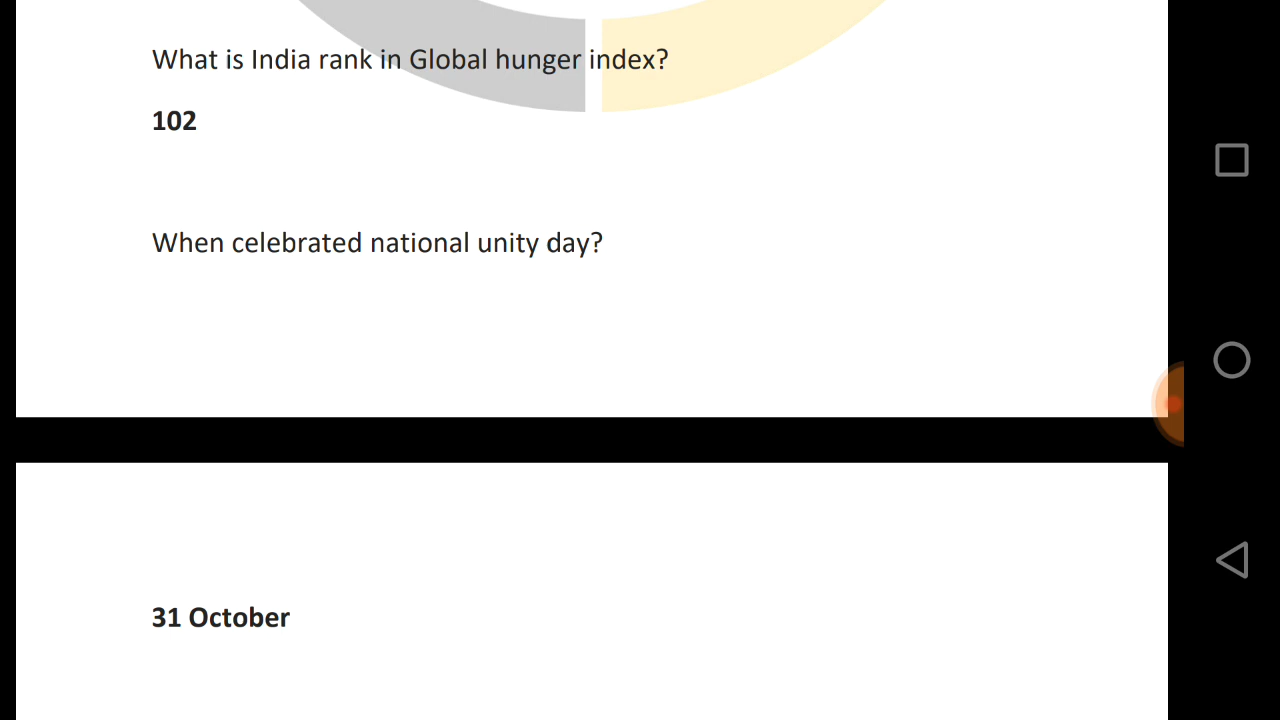 What is India rank in Global hunger index?
102
When celebrated national unity day?
31 October